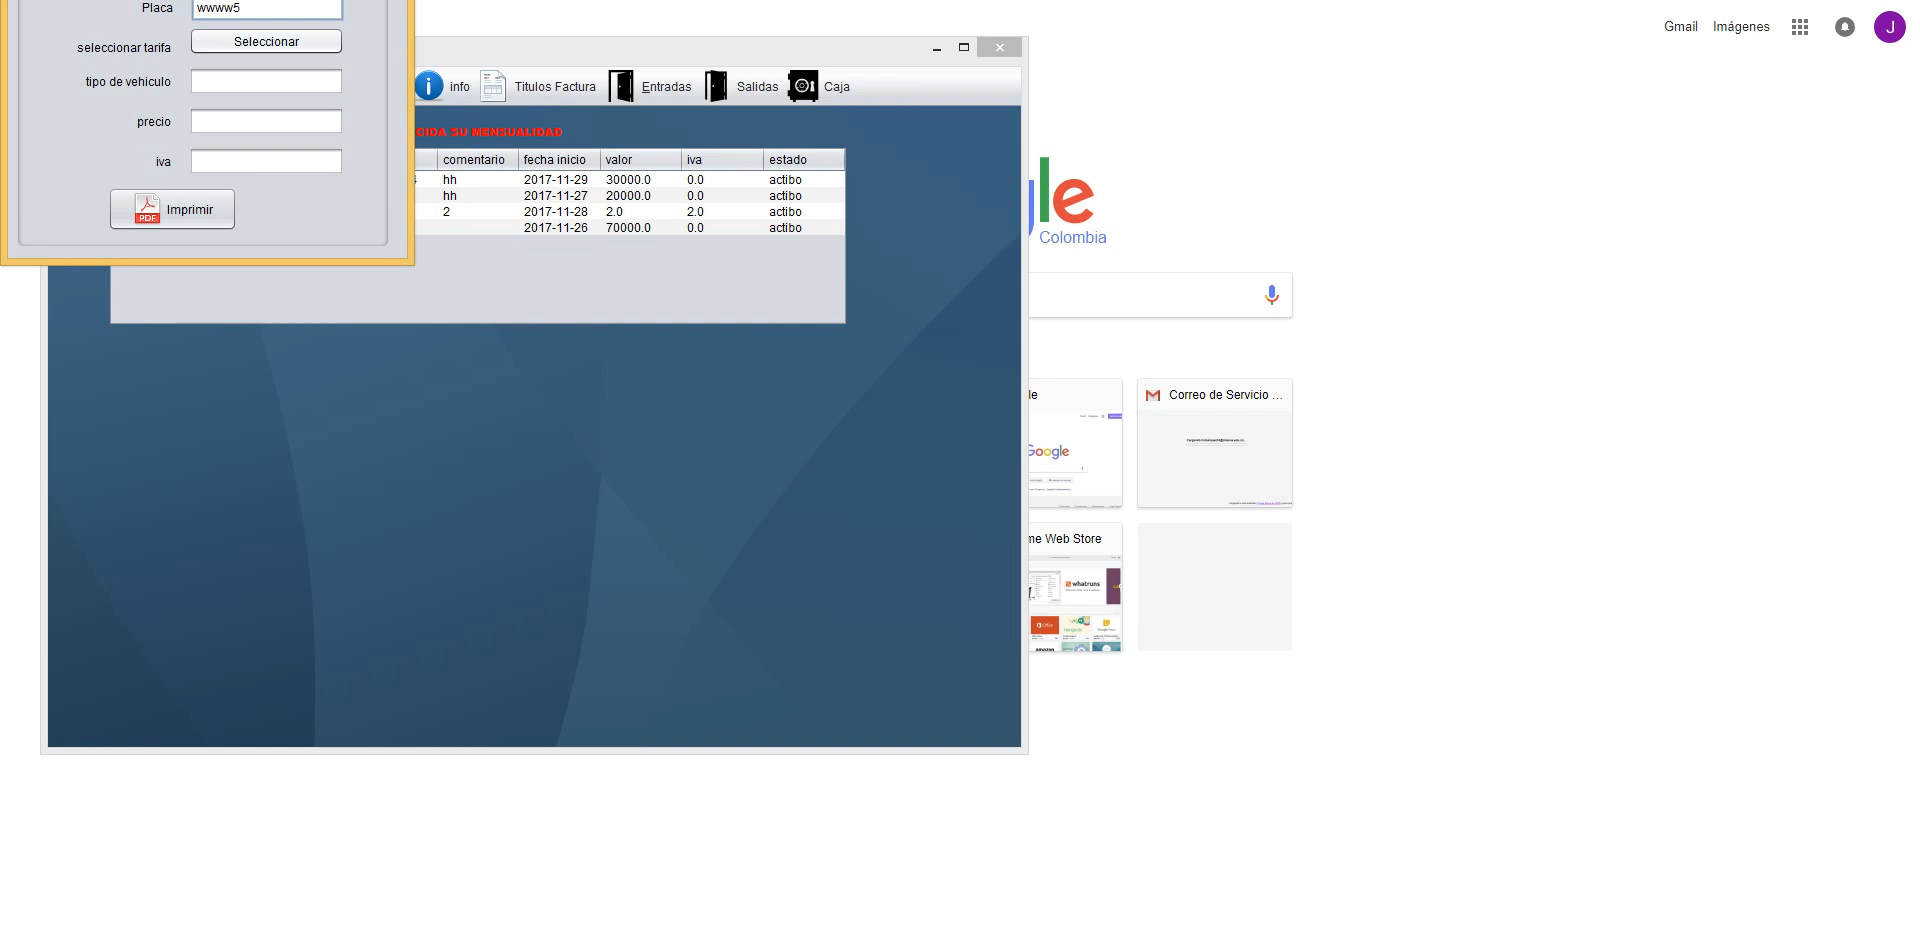 Placa
wwww5
seleccionar tarifa
Seleccionar
tipo de vehiculo
precio
iva
PDF
Imprimir
info
Titulos Factura
Entradas
Salidas
Caja
CIDA SU MENSUALIDAD
comentario fecha inicio valor iva estado
hh 2017-11-29 30000.0 0.0 actibo
hh 2017-11-27 20000.0 0.0 actibo
2 2017-11-28 2.0 2.0 actibo
2017-11-26 70000.0 0.0 actibo
Gmail
Imágenes
J
le
Colombia
le
Google
Correo de Servicio ...
me Web Store
whatruns
Office
amazon